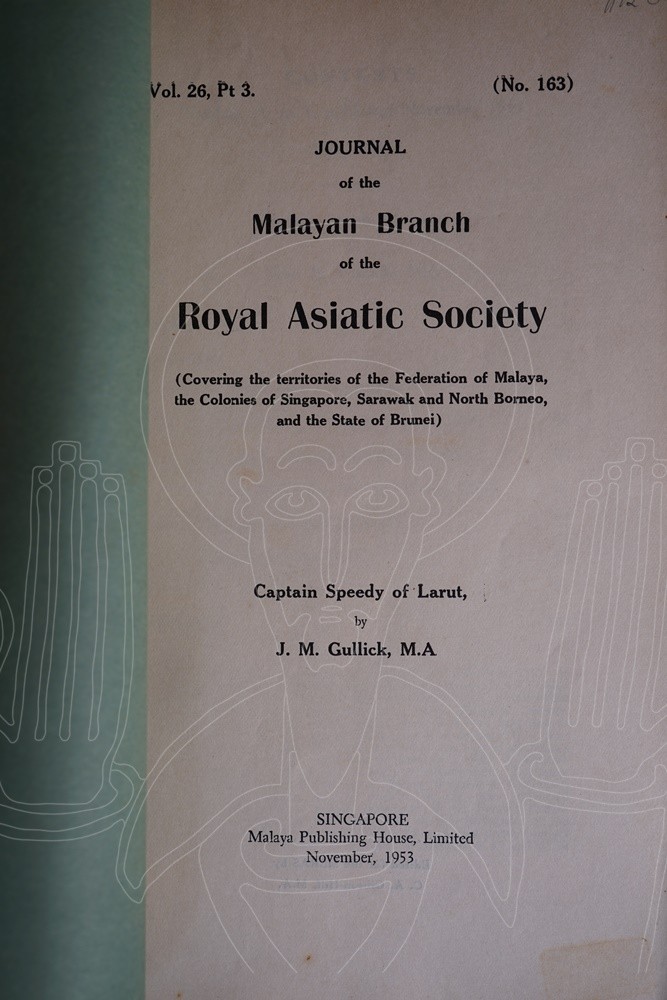 Vol. 26, Pt 3.
(No. 163)
JOURNAL
of the
Malayan Branch
of the
Royal Asiatic Society
(Covering the territories of the Federation of Malaya,
the Colonies of Singapore, Sarawak and North Borneo,
and the State of Brunei)
Captain Speedy of Larut,
by
J. M. Gullick, M.A
SINGAPORE
Malaya Publishing House, Limited
November, 1953